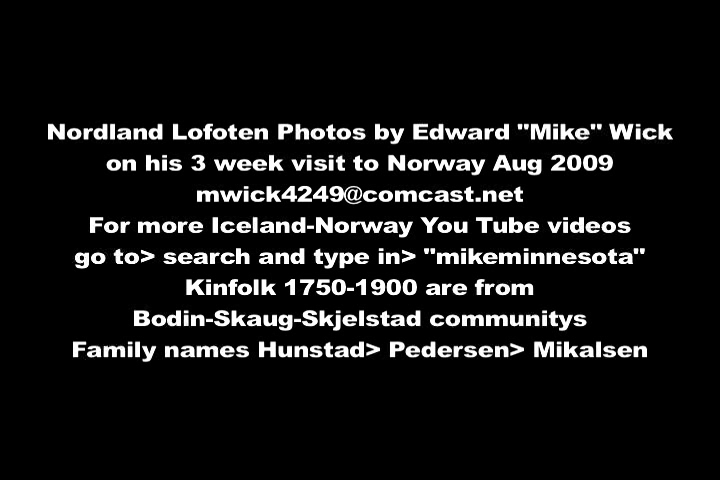 Nordland Lofoten Photos by Edward "Mike" Wick
on his 3 week visit to Norway Aug 2009
mwick4249@comcast.net
For more Iceland-Norway You Tube videos
go to> search and type in> "mikeminnesota"
Kinfolk 1750-1900 are from
Bodin-Skaug-Skjelstad communitys
Family names Hunstad> Pedersen> Mikalsen